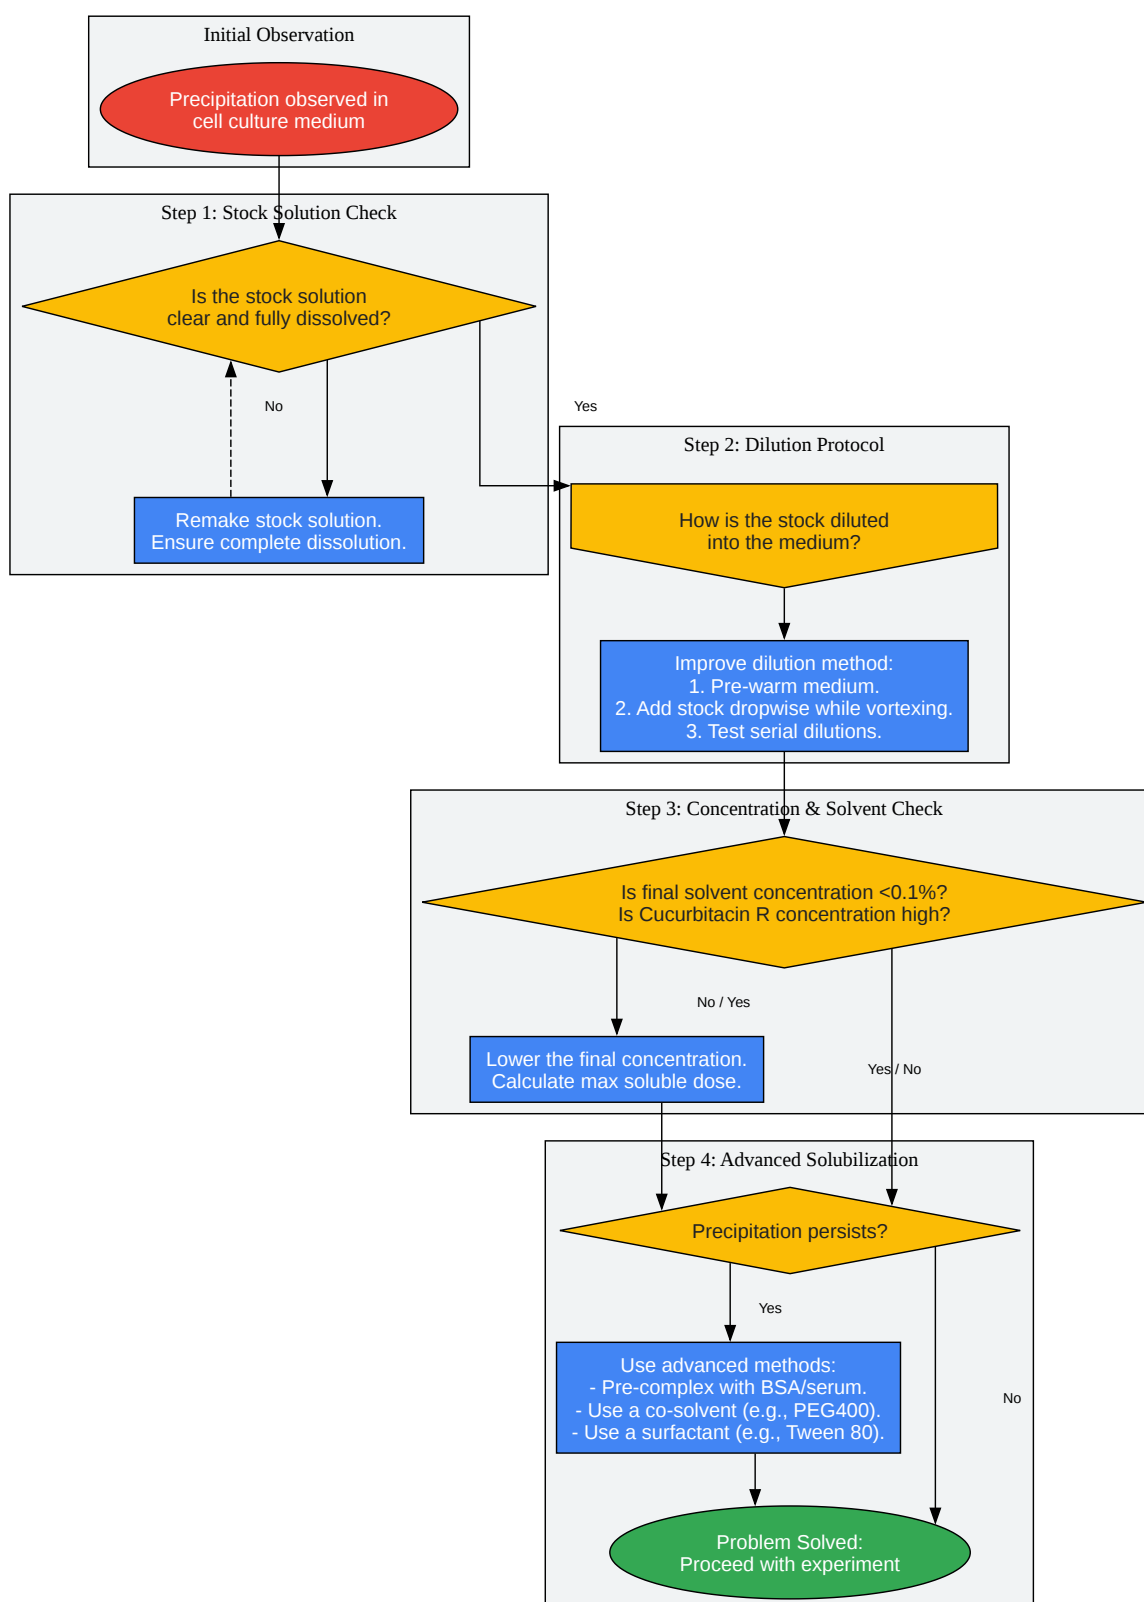 Initial Observation
Precipitation observed in
cell culture medium
Step 1: Stock Solution Check
Is the stock solution
clear and fully dissolved?
No
Yes
Remake stock solution.
Ensure complete dissolution.
Step 2: Dilution Protocol
How is the stock diluted
into the medium?
Improve dilution method:
1. Pre-warm medium.
2. Add stock dropwise while vortexing.
3. Test serial dilutions.
Step 3: Concentration & Solvent Check
Is final solvent concentration <0.1%?
Is Cucurbitacin R concentration high?
No / Yes
Lower the final concentration.
Calculate max soluble dose.
Yes / No
Step 4: Advanced Solubilization
Precipitation persists?
Yes
Use advanced methods:
- Pre-complex with BSA/serum.
- Use a co-solvent (e.g., PEG400).
- Use a surfactant (e.g., Tween 80).
No
Problem Solved:
Proceed with experiment